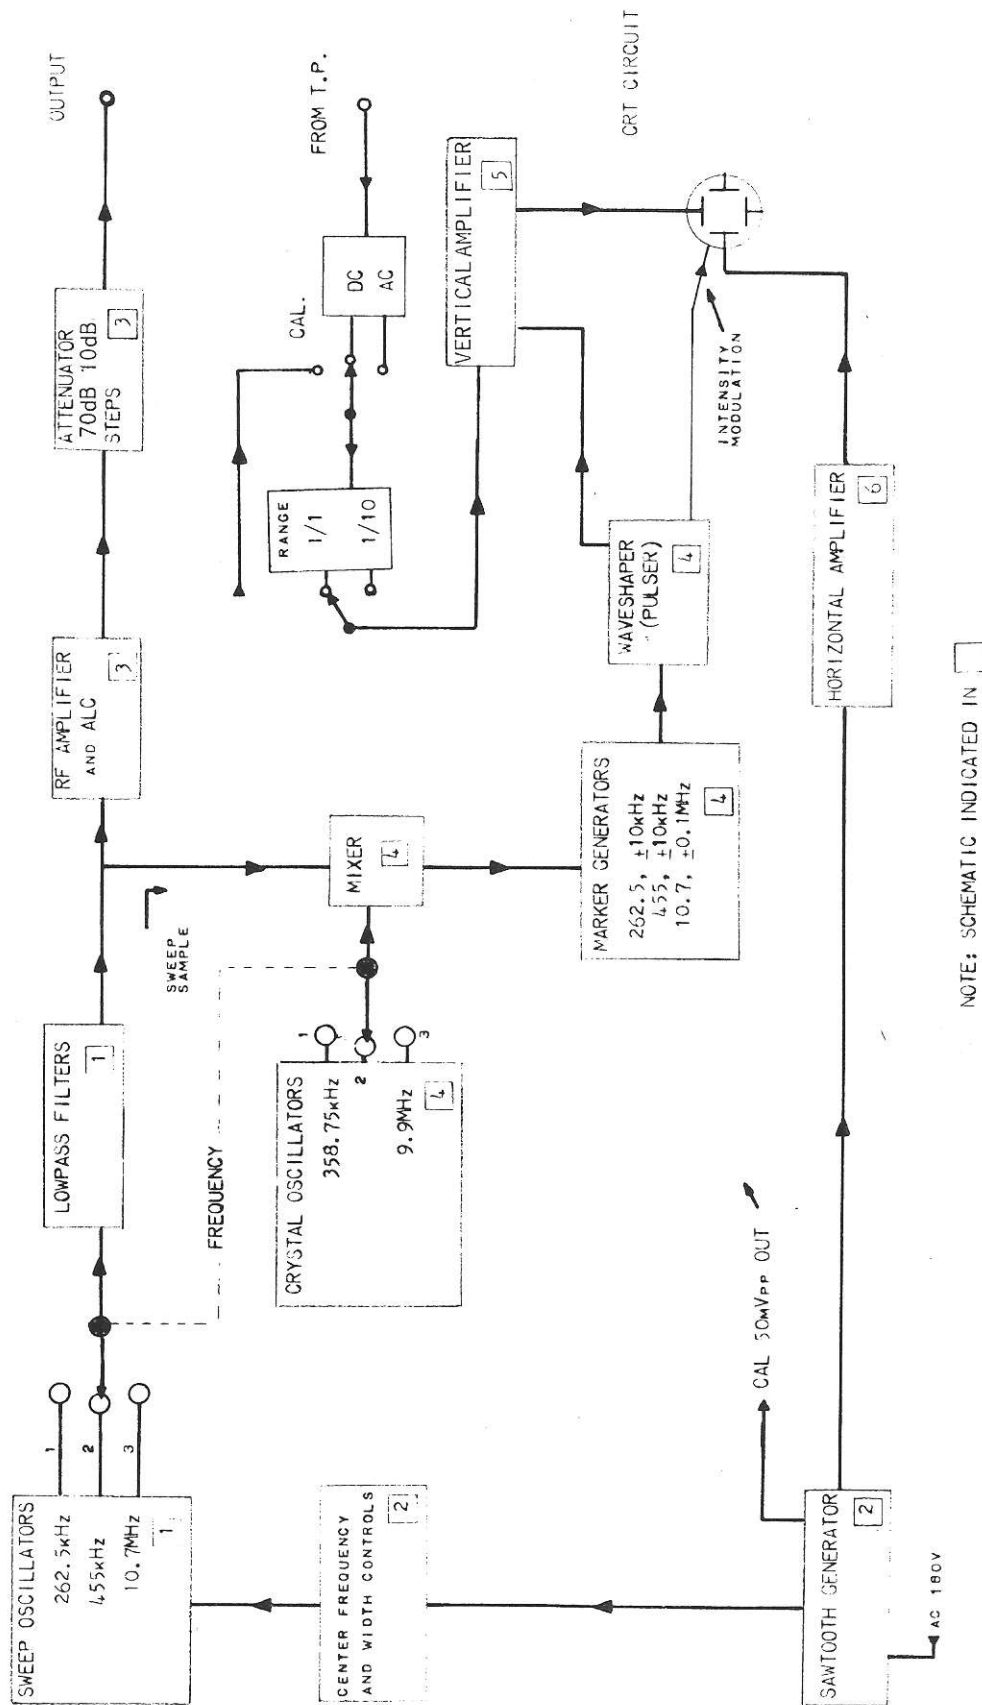 SWEEP OSCILLATORS
262.5KHz
455KHz
10.7MHz
1
1
2
3
LOWPASS FILTERS
1
RF AMPLIFIER
AND ALC
3
ATTENUATOR
70dB 10dB
STEPS
3
OUTPUT
SWEEP
SAMPLE
FREQUENCY
CRYSTAL OSCILLATORS
358.75KHz
9.9MHz
4
1
2
3
MIXER
4
RANGE
1/1
1/10
CAL.
DC
AC
FROM T.P.
CENTER FREQUENCY
AND WIDTH CONTROLS
2
MARKER GENERATORS
262.5, ±10KHz
455, ±10KHz
10.7, ±0.1MHz
4
WAVESHAPER
(PULSER)
4
VERTICAL AMPLIFIER
5
INTENSITY
MODULATION
CRT CIRCUIT
CAL 50MVPP OUT
SAWTOOTH GENERATOR
2
AC 180V
HORIZONTAL AMPLIFIER
6
NOTE: SCHEMATIC INDICATED IN